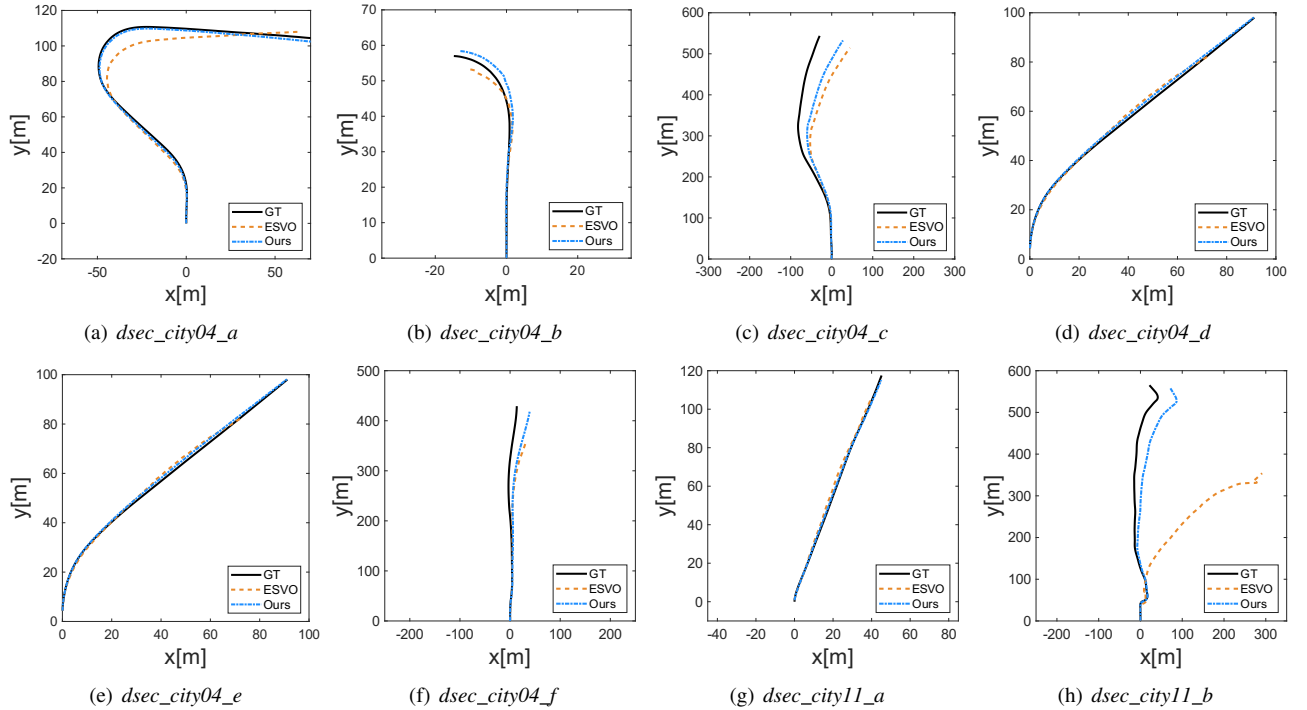 120
100
80
60
40
20
0
-20
y[m]
-50
0
50
x[m]
GT
ESVO
Ours
(a) dsec_city04_a
70
60
50
40
30
20
10
0
y[m]
-20
0
20
x[m]
GT
ESVO
Ours
(b) dsec_city04_b
600
500
400
300
200
100
0
y[m]
-300
-200
-100
0
100
200
300
x[m]
GT
ESVO
Ours
(c) dsec_city04_c
100
80
60
40
20
0
y[m]
0
20
40
60
80
100
x[m]
GT
ESVO
Ours
(d) dsec_city04_d
100
80
60
40
20
0
y[m]
0
20
40
60
80
100
x[m]
GT
ESVO
Ours
(e) dsec_city04_e
500
400
300
200
100
0
y[m]
-200
-100
0
100
200
x[m]
GT
ESVO
Ours
(f) dsec_city04_f
120
100
80
60
40
20
0
y[m]
-40
-20
0
20
40
60
80
x[m]
GT
ESVO
Ours
(g) dsec_city11_a
600
500
400
300
200
100
0
y[m]
-200
-100
0
100
200
300
x[m]
GT
ESVO
Ours
(h) dsec_city11_b